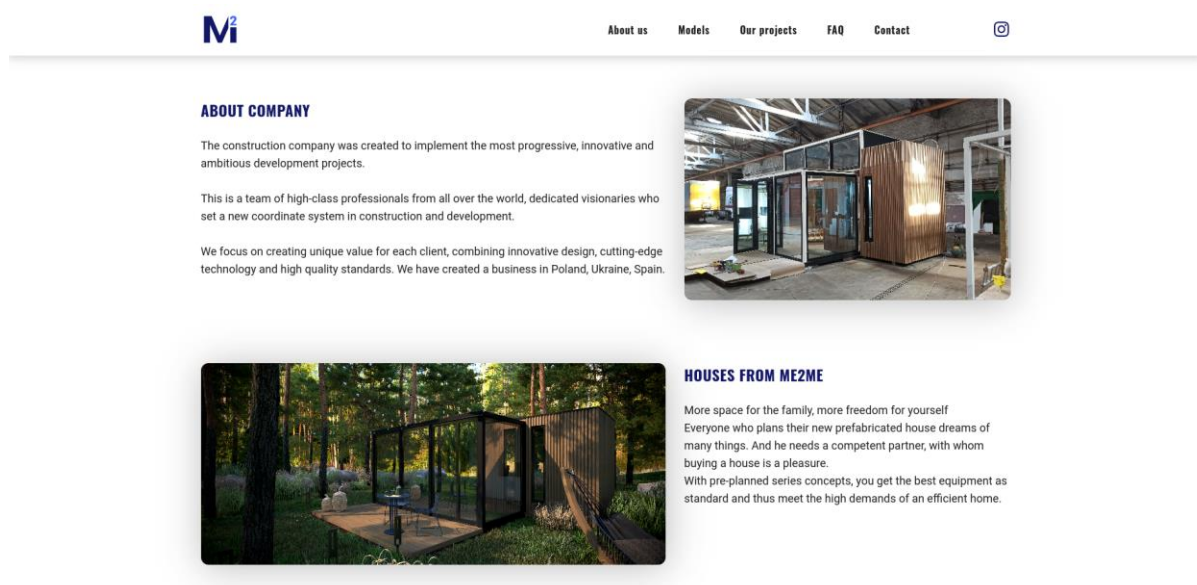 Mi2
About us Models Our projects FAQ Contact
ABOUT COMPANY
The construction company was created to implement the most progressive, innovative and
ambitious development projects.
This is a team of high-class professionals from all over the world, dedicated visionaries who
set a new coordinate system in construction and development.
We focus on creating unique value for each client, combining innovative design, cutting-edge
technology and high quality standards. We have created a business in Poland, Ukraine, Spain.
HOUSES FROM ME2ME
More space for the family, more freedom for yourself
Everyone who plans their new prefabricated house dreams of
many things. And he needs a competent partner, with whom
buying a house is a pleasure.
With pre-planned series concepts, you get the best equipment as
standard and thus meet the high demands of an efficient home.